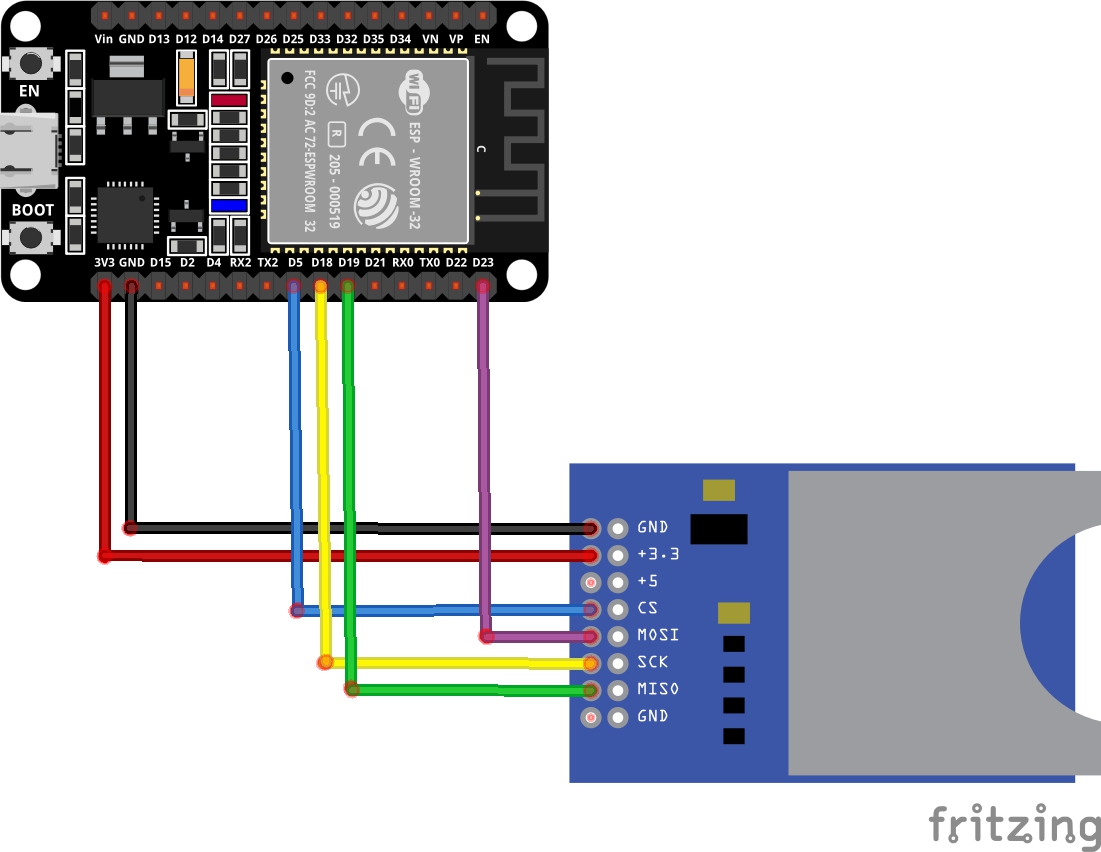 Vin GND D13 D12 D14 D27 D26 D25 D33 D32 D35 D34 VN VP EN
EN
BOOT
FCC 9D:2 AC 72-ESPWROOM 32
R
205 - 000519
CE
WiFi
ESP - WROOM -32
C
3V3 GND D15 D2 D4 RX2 TX2 D5 D18 D19 D21 RX0 TX0 D22 D23
GND
+3.3
+5
CS
MOSI
SCK
MISO
GND
fritzing